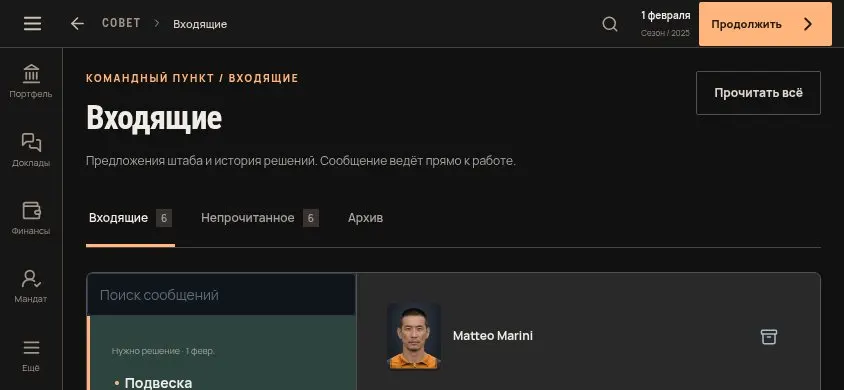 СОВЕТ > Входящие
1 февраля
Сезон / 2025
Продолжить
Портфель
Доклады
Финансы
Мандат
Ещё
КОМАНДНЫЙ ПУНКТ / ВХОДЯЩИЕ
Входящие
Прочитать всё
Предложения штаба и история решений. Сообщение ведёт прямо к работе.
Входящие 6 Непрочитанное 6 Архив
Поиск сообщений
Нужно решение · 1 февр.
• Подвеска
Matteo Marini